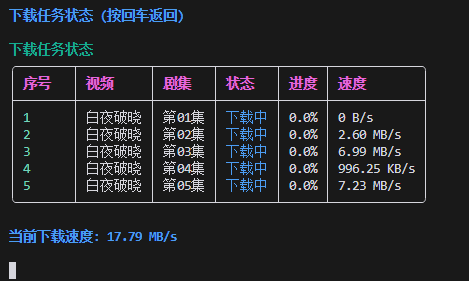 下载任务状态（按回车返回）
下载任务状态
序号 视频 剧集 状态 进度 速度
1 白夜破晓 第01集 下载中 0.0% 0 B/s
2 白夜破晓 第02集 下载中 0.0% 2.60 MB/s
3 白夜破晓 第03集 下载中 0.0% 6.99 MB/s
4 白夜破晓 第04集 下载中 0.0% 996.25 KB/s
5 白夜破晓 第05集 下载中 0.0% 7.23 MB/s
当前下载速度: 17.79 MB/s